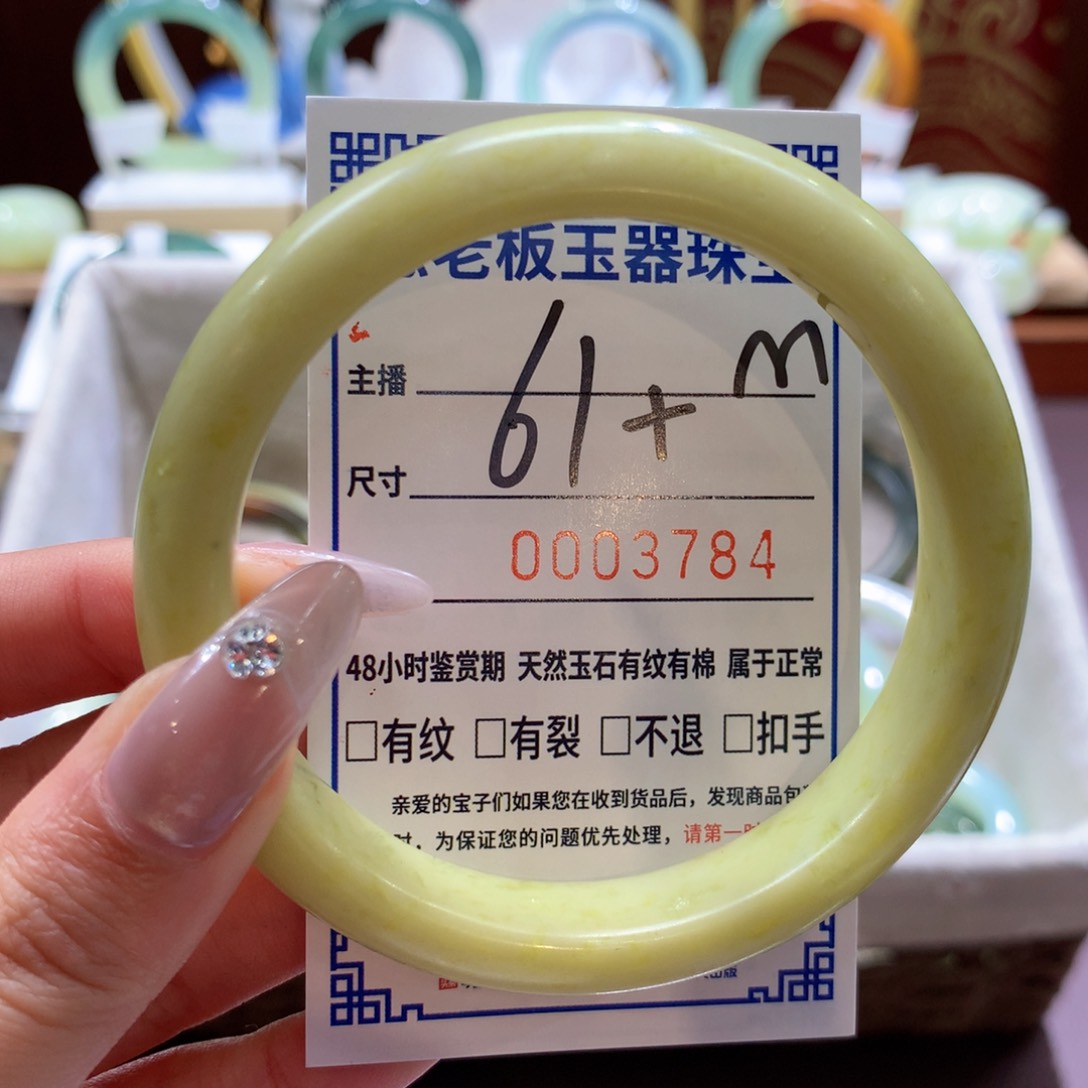 老板玉器珠
主播
61+ m
尺寸
0003784
48小时鉴赏期 天然玉石有纹有棉 属于正常
□有纹 □有裂 □不退 □扣手
亲爱的宝子们如果您在收到货品后，发现商品包
时，为保证您的问题优先处理，请第一时